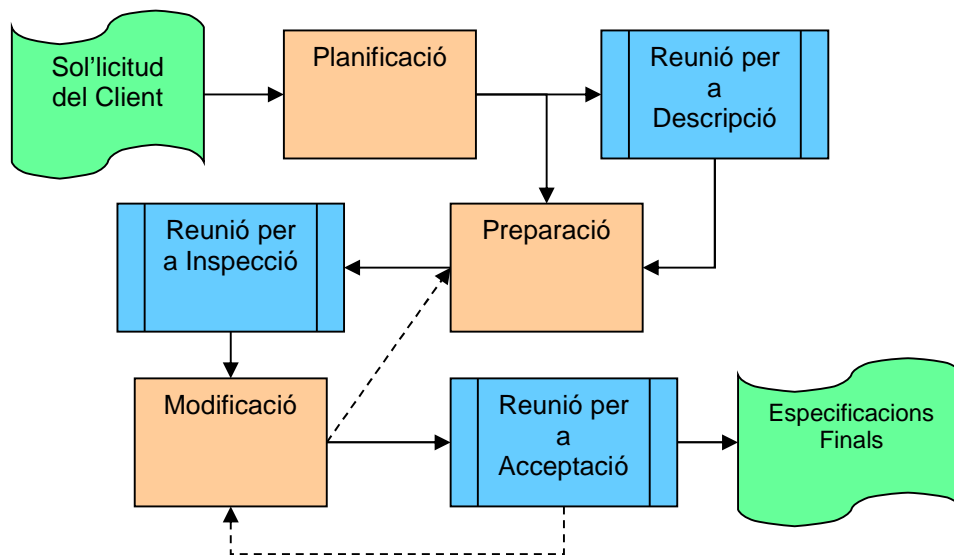 Sol’licitud
del Client
Planificació
Reunió per
a
Descripció
Reunió per
a Inspecció
Preparació
Modificació
Reunió per
a
Acceptació
Especificacions
Finals